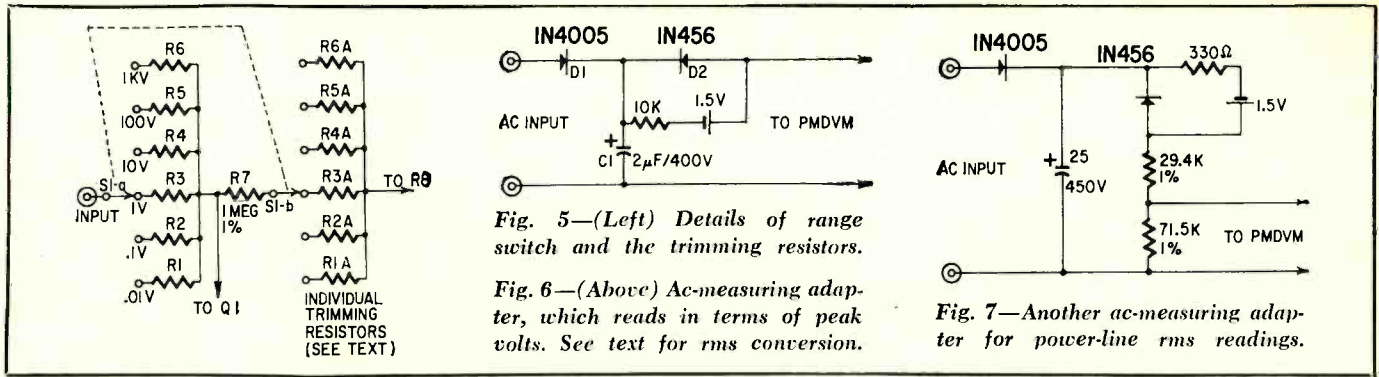 R6
1KV
R5
100V
R4
10V
S1-a
R3
INPUT
1V
R7
1 MEG
1%
S1-b
R2
.1V
R1
.01V
TO Q1
R6A
R5A
R4A
R3A
TO R8
R2A
R1A
INDIVIDUAL
TRIMMING
RESISTORS
(SEE TEXT)
IN4005
IN456
D1
D2
10K
1.5V
AC INPUT
TO PMDVM
+
C1
2µF/400V
Fig. 5—(Left) Details of range
switch and the trimming resistors.
Fig. 6—(Above) Ac-measuring adap-
ter, which reads in terms of peak
volts. See text for rms conversion.
IN4005
IN456
330Ω
1.5V
AC INPUT
+
25
450V
29.4K
1%
71.5K
1%
TO PMDVM
Fig. 7—Another ac-measuring adap-
ter for power-line rms readings.